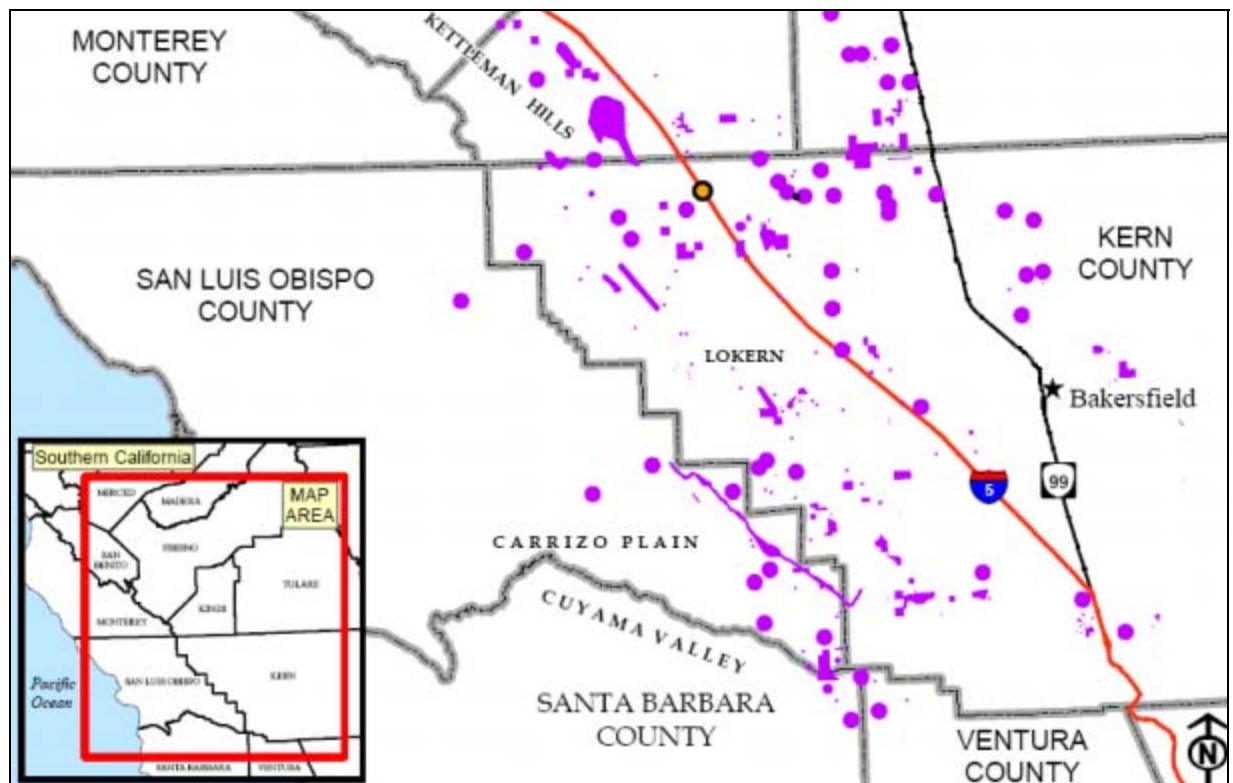 MONTEREY
COUNTY
KETTLEMAN HILLS
SAN LUIS OBISPO
COUNTY
KERN
COUNTY
LOKERN
Bakersfield
99
5
CARRIZO PLAIN
CUYAMA VALLEY
SANTA BARBARA
COUNTY
VENTURA
COUNTY
N
Southern California
MAP
AREA
MERCED
MADERA
FRESNO
SAN
BENITO
TULARE
KINGS
MONTEREY
SAN LUIS OBISPO
KERN
Pacific
Ocean
SANTA BARBARA
VENTURA